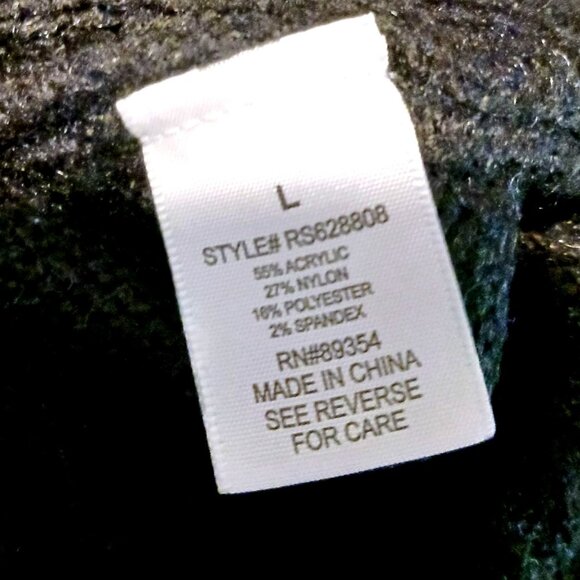 L
STYLE# RS628808
55% ACRYLIC
27% NYLON
16% POLYESTER
2% SPANDEX
RN#89354
MADE IN CHINA
SEE REVERSE
FOR CARE